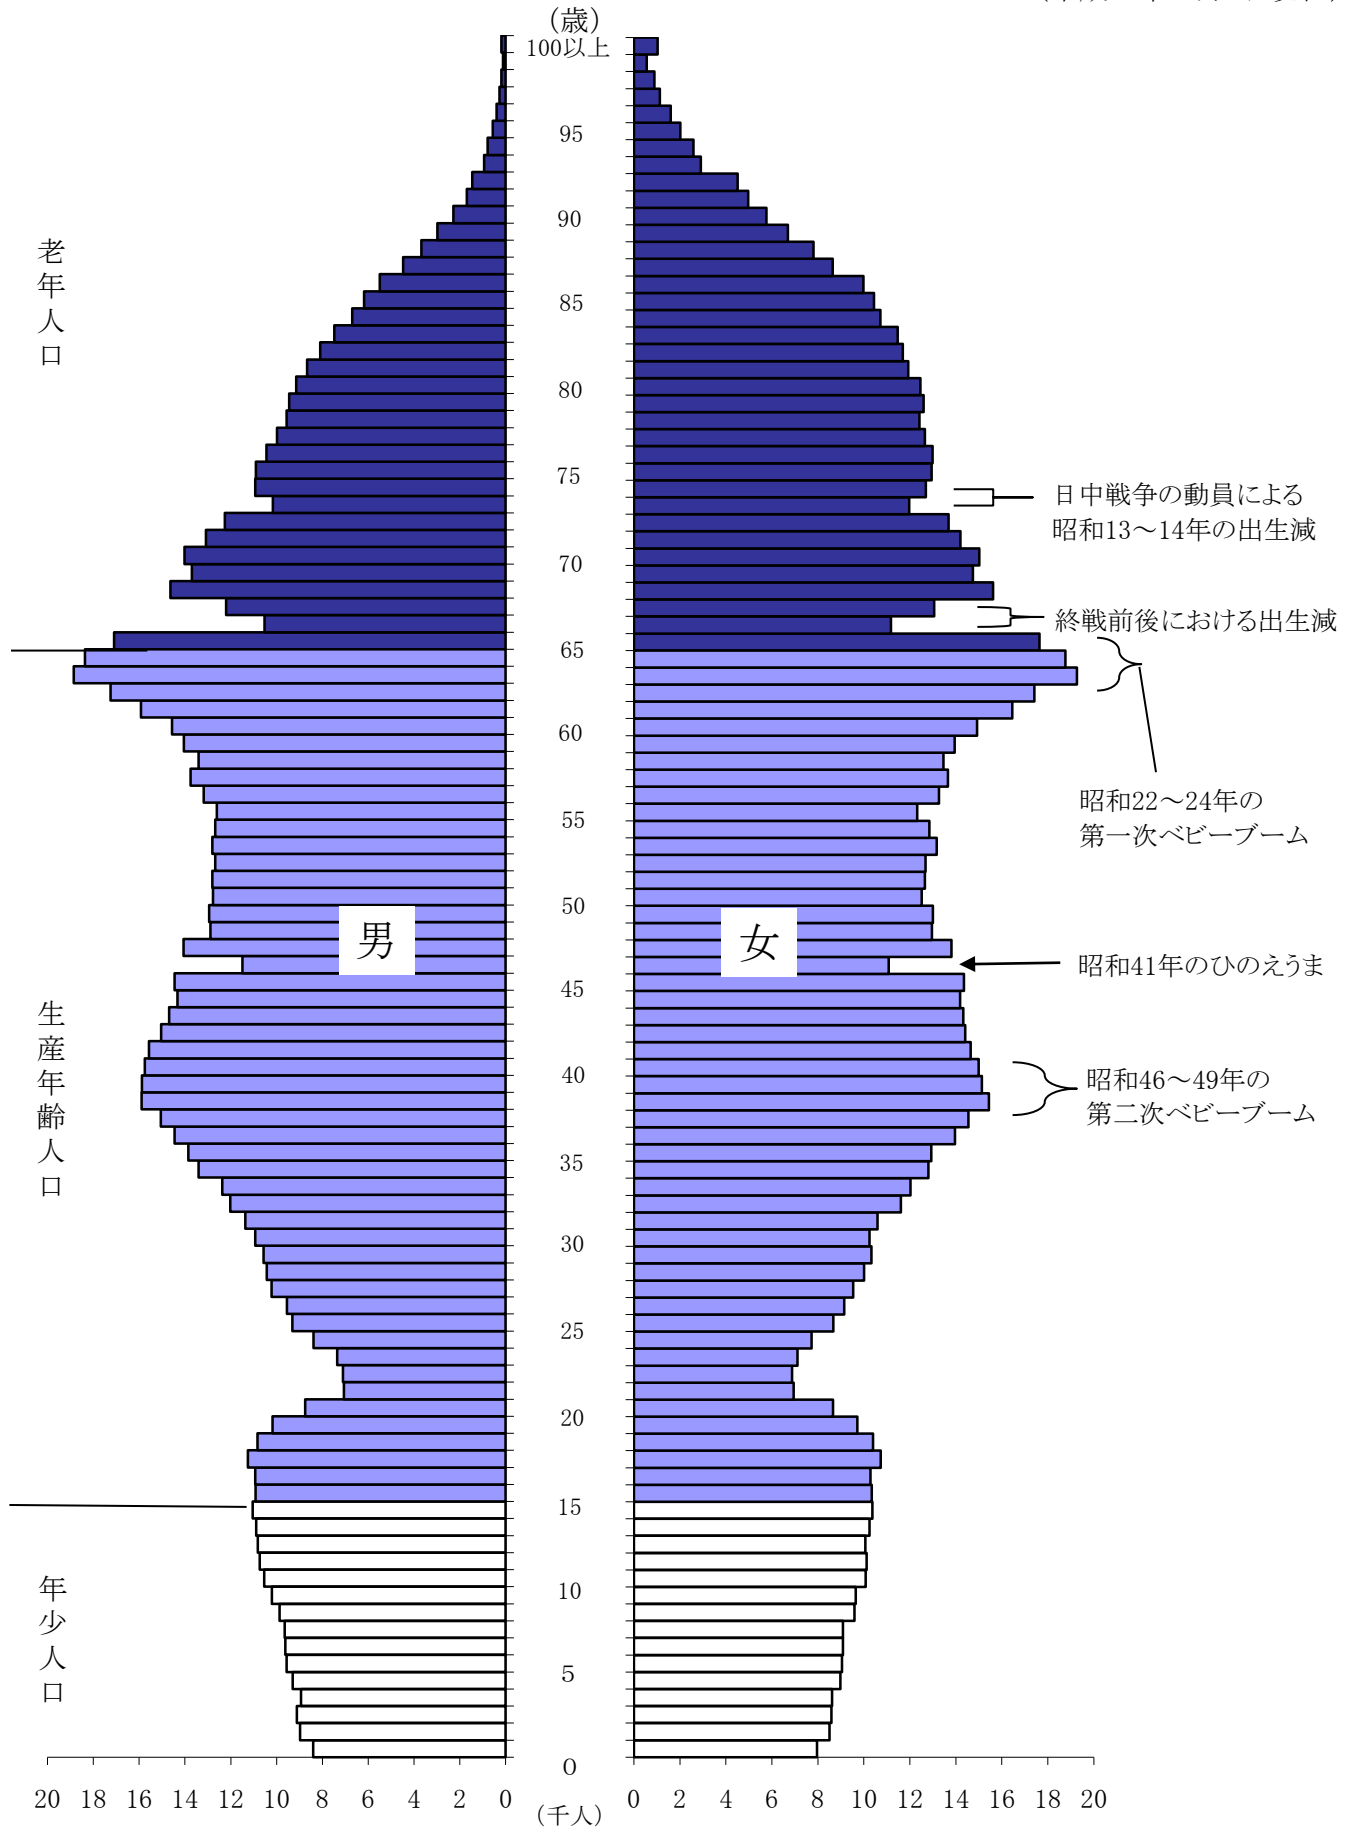 (歳)
100以上
95
90
85
80
75
70
65
60
55
50
45
40
35
30
25
20
15
10
5
0
老年人口
生産年齢人口
年少人口
男
女
日中戦争の動員による
昭和13～14年の出生減
終戦前後における出生減
昭和22～24年の
第一次ベビーブーム
昭和41年のひのえうま
昭和46～49年の
第二次ベビーブーム
20 18 16 14 12 10 8 6 4 2 0
(千人)
0 2 4 6 8 10 12 14 16 18 20